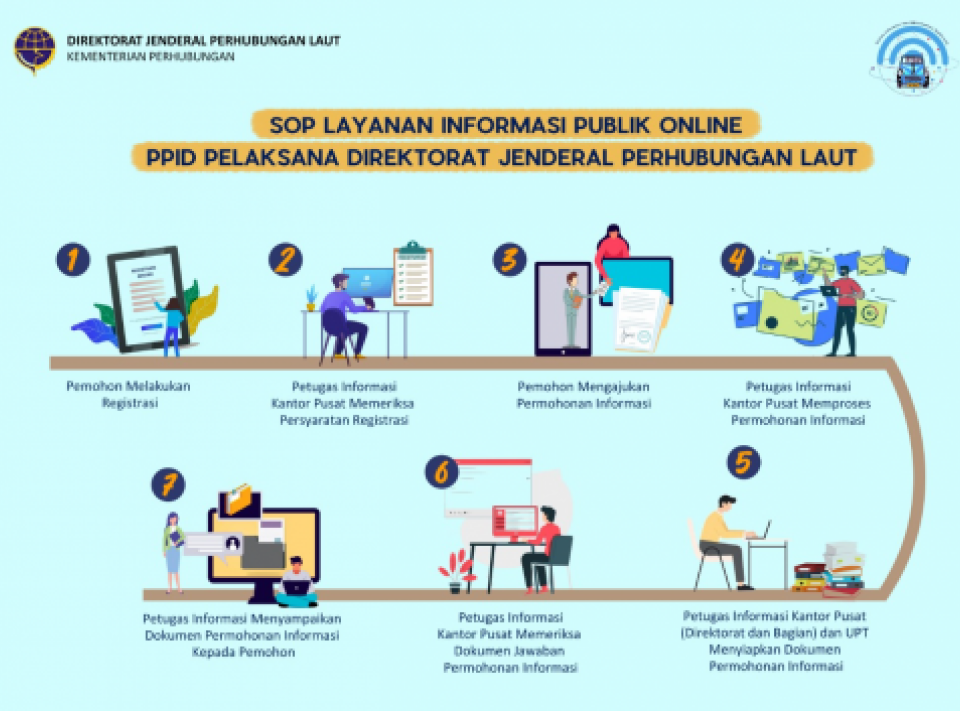 DIREKTORAT JENDERAL PERHUBUNGAN LAUT
KEMENTERIAN PERHUBUNGAN
SOP LAYANAN INFORMASI PUBLIK ONLINE
PPID PELAKSANA DIREKTORAT JENDERAL PERHUBUNGAN LAUT
1
Pemohon Melakukan
Registrasi
2
Petugas Informasi
Kantor Pusat Memeriksa
Persyaratan Registrasi
3
Pemohon Mengajukan
Permohonan Informasi
4
Petugas Informasi
Kantor Pusat Memproses
Permohonan Informasi
5
Petugas Informasi Kantor Pusat
(Direktorat dan Bagian) dan UPT
Menyiapkan Dokumen
Permohonan Informasi
6
Petugas Informasi
Kantor Pusat Memeriksa
Dokumen Jawaban
Permohonan Informasi
7
Petugas Informasi Menyampaikan
Dokumen Permohonan Informasi
Kepada Pemohon